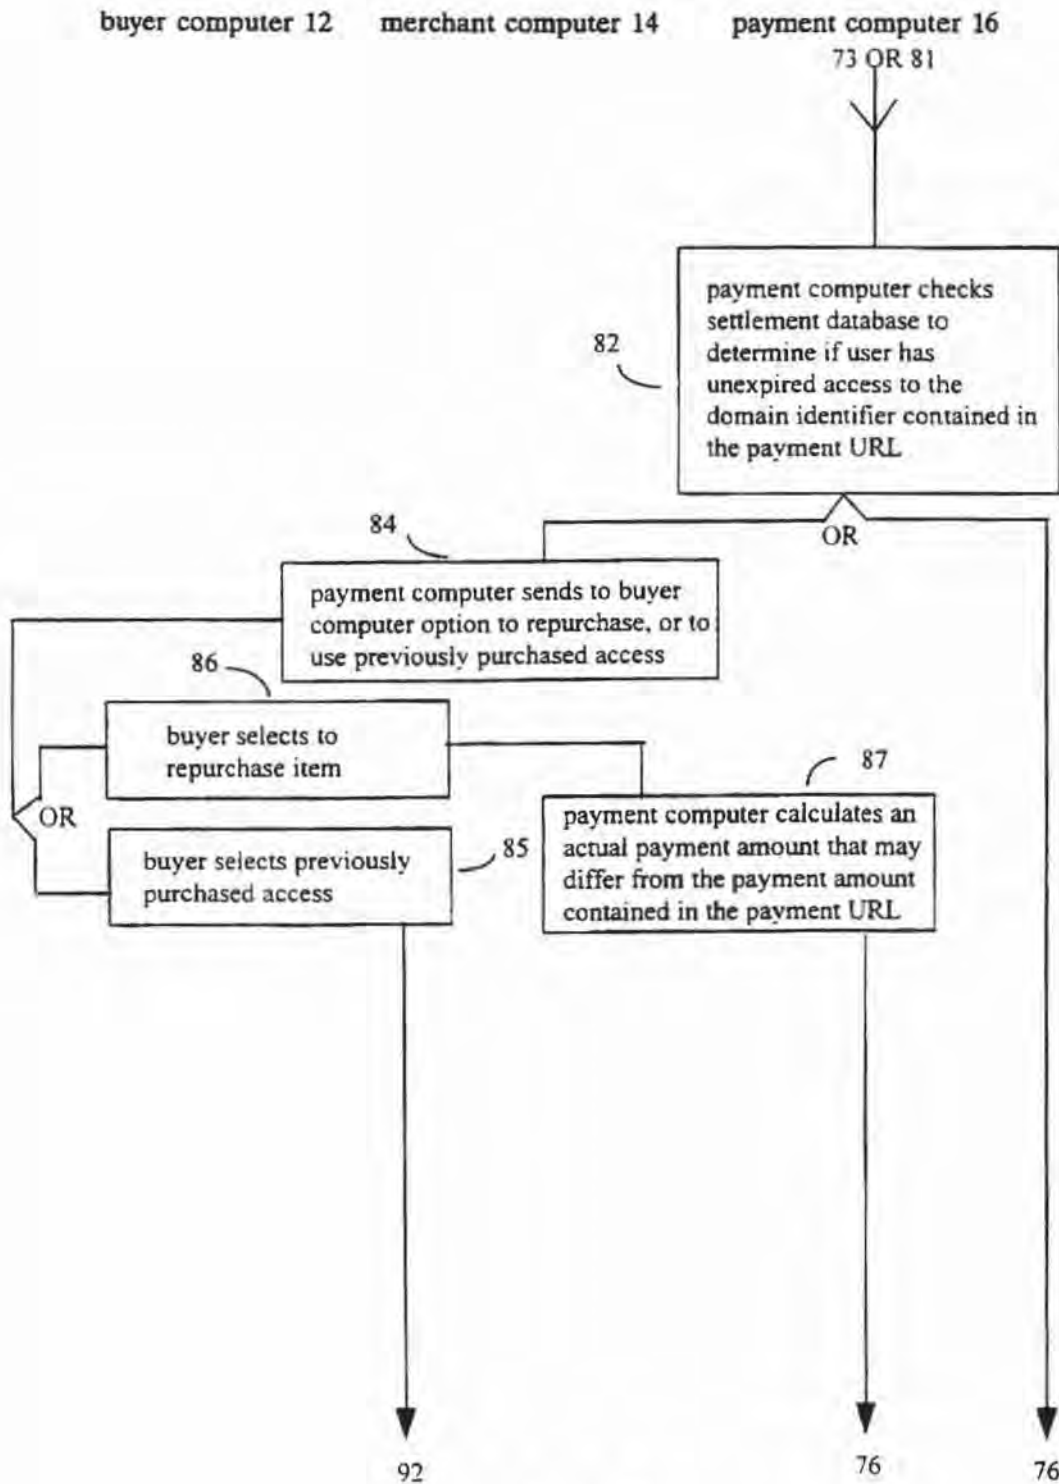 buyer computer 12 merchant computer 14 payment computer 16
73 OR 81
payment computer checks
settlement database to
determine if user has
unexpired access to the
domain identifier contained in
the payment URL
82
OR
84
payment computer sends to buyer
computer option to repurchase, or to
use previously purchased access
86
buyer selects to
repurchase item
OR
buyer selects previously
purchased access
85
87
payment computer calculates an
actual payment amount that may
differ from the payment amount
contained in the payment URL
92
76
76